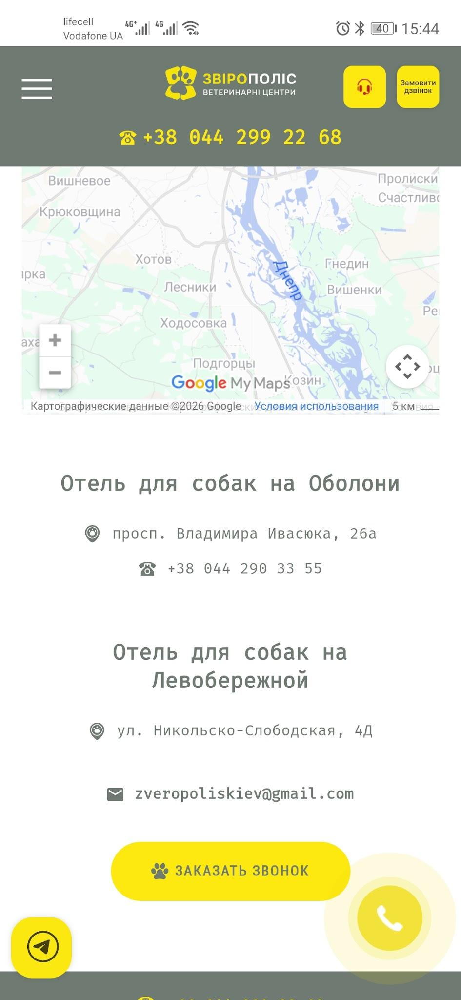 lifecell
Vodafone UA
4G+
4G
40
15:44
ЗВІРОПОЛІС
ВЕТЕРИНАРНІ ЦЕНТРИ
Замовити
дзвінок
+38 044 299 22 68
Вишневое
Пролиски
Счастливо
Крюковщина
Хотов
Гнедин
ярка
Днепр
Лесники
Вишенки
Ходосовка
Подгорцы
Козин
Google My Maps
Картографические данные ©2026 Google
Условия использования
5 км
Отель для собак на Оболони
просп. Владимира Ивасюка, 26а
+38 044 290 33 55
Отель для собак на
Левобережной
ул. Никольско-Слободская, 4Д
zveropoliskiev@gmail.com
ЗАКАЗАТЬ ЗВОНОК